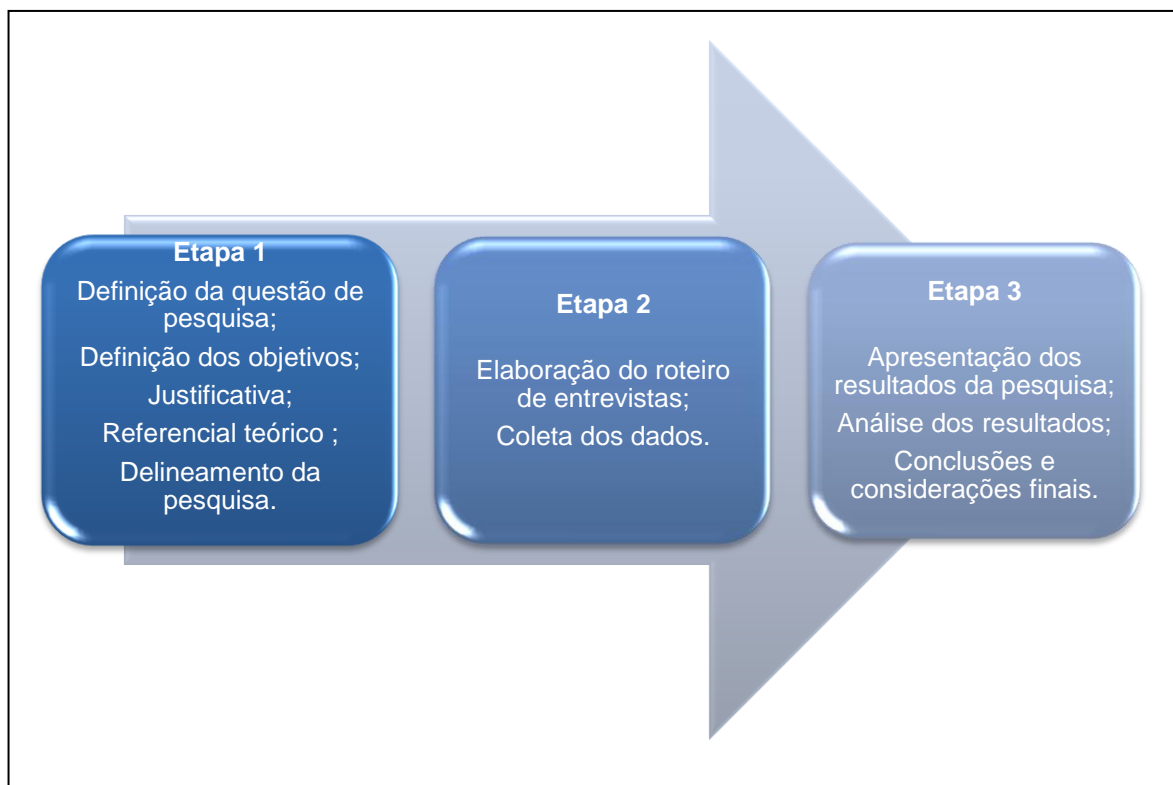 Etapa 1
Definição da questão de
pesquisa;
Definição dos objetivos;
Justificativa;
Referencial teórico ;
Delineamento da
pesquisa.
Etapa 2
Elaboração do roteiro
de entrevistas;
Coleta dos dados.
Etapa 3
Apresentação dos
resultados da pesquisa;
Análise dos resultados;
Conclusões e
considerações finais.